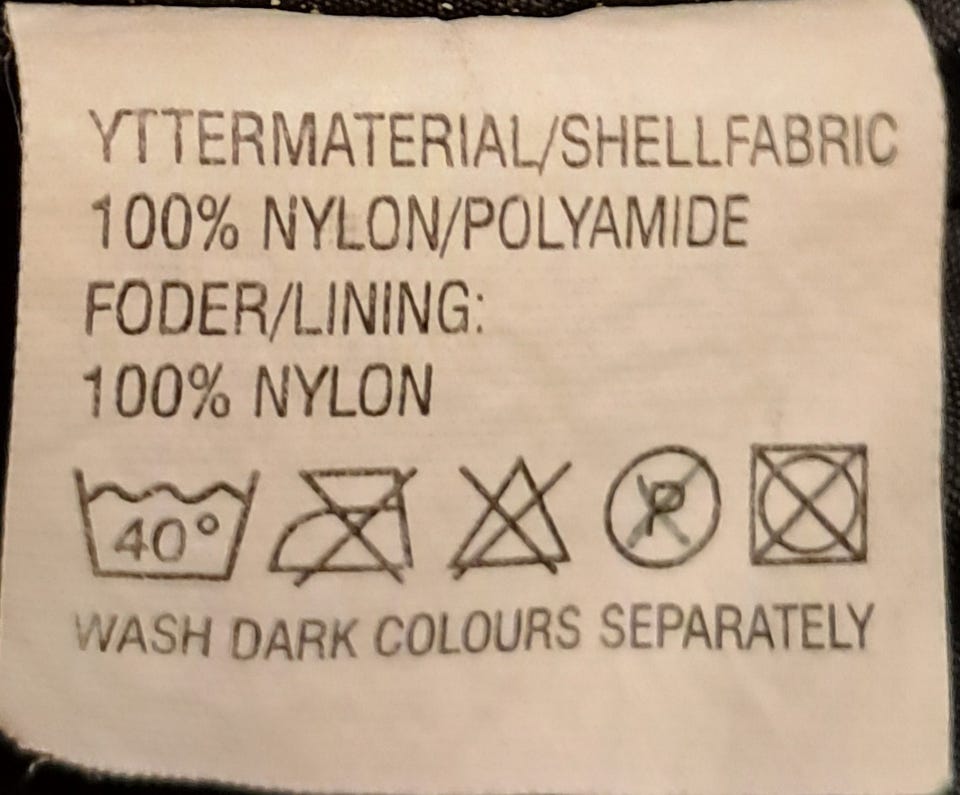 YTTERMATERIAL/SHELLFABRIC
100% NYLON/POLYAMIDE
FODER/LINING:
100% NYLON
40° P
WASH DARK COLOURS SEPARATELY